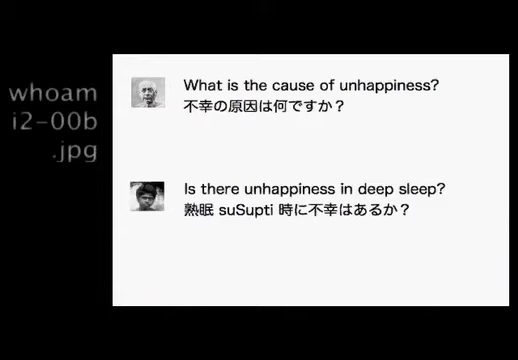 whoam
i2-00b
.jpg
What is the cause of unhappiness?
不幸の原因は何ですか？
Is there unhappiness in deep sleep?
熟眠 suSupti 時に不幸はあるか？